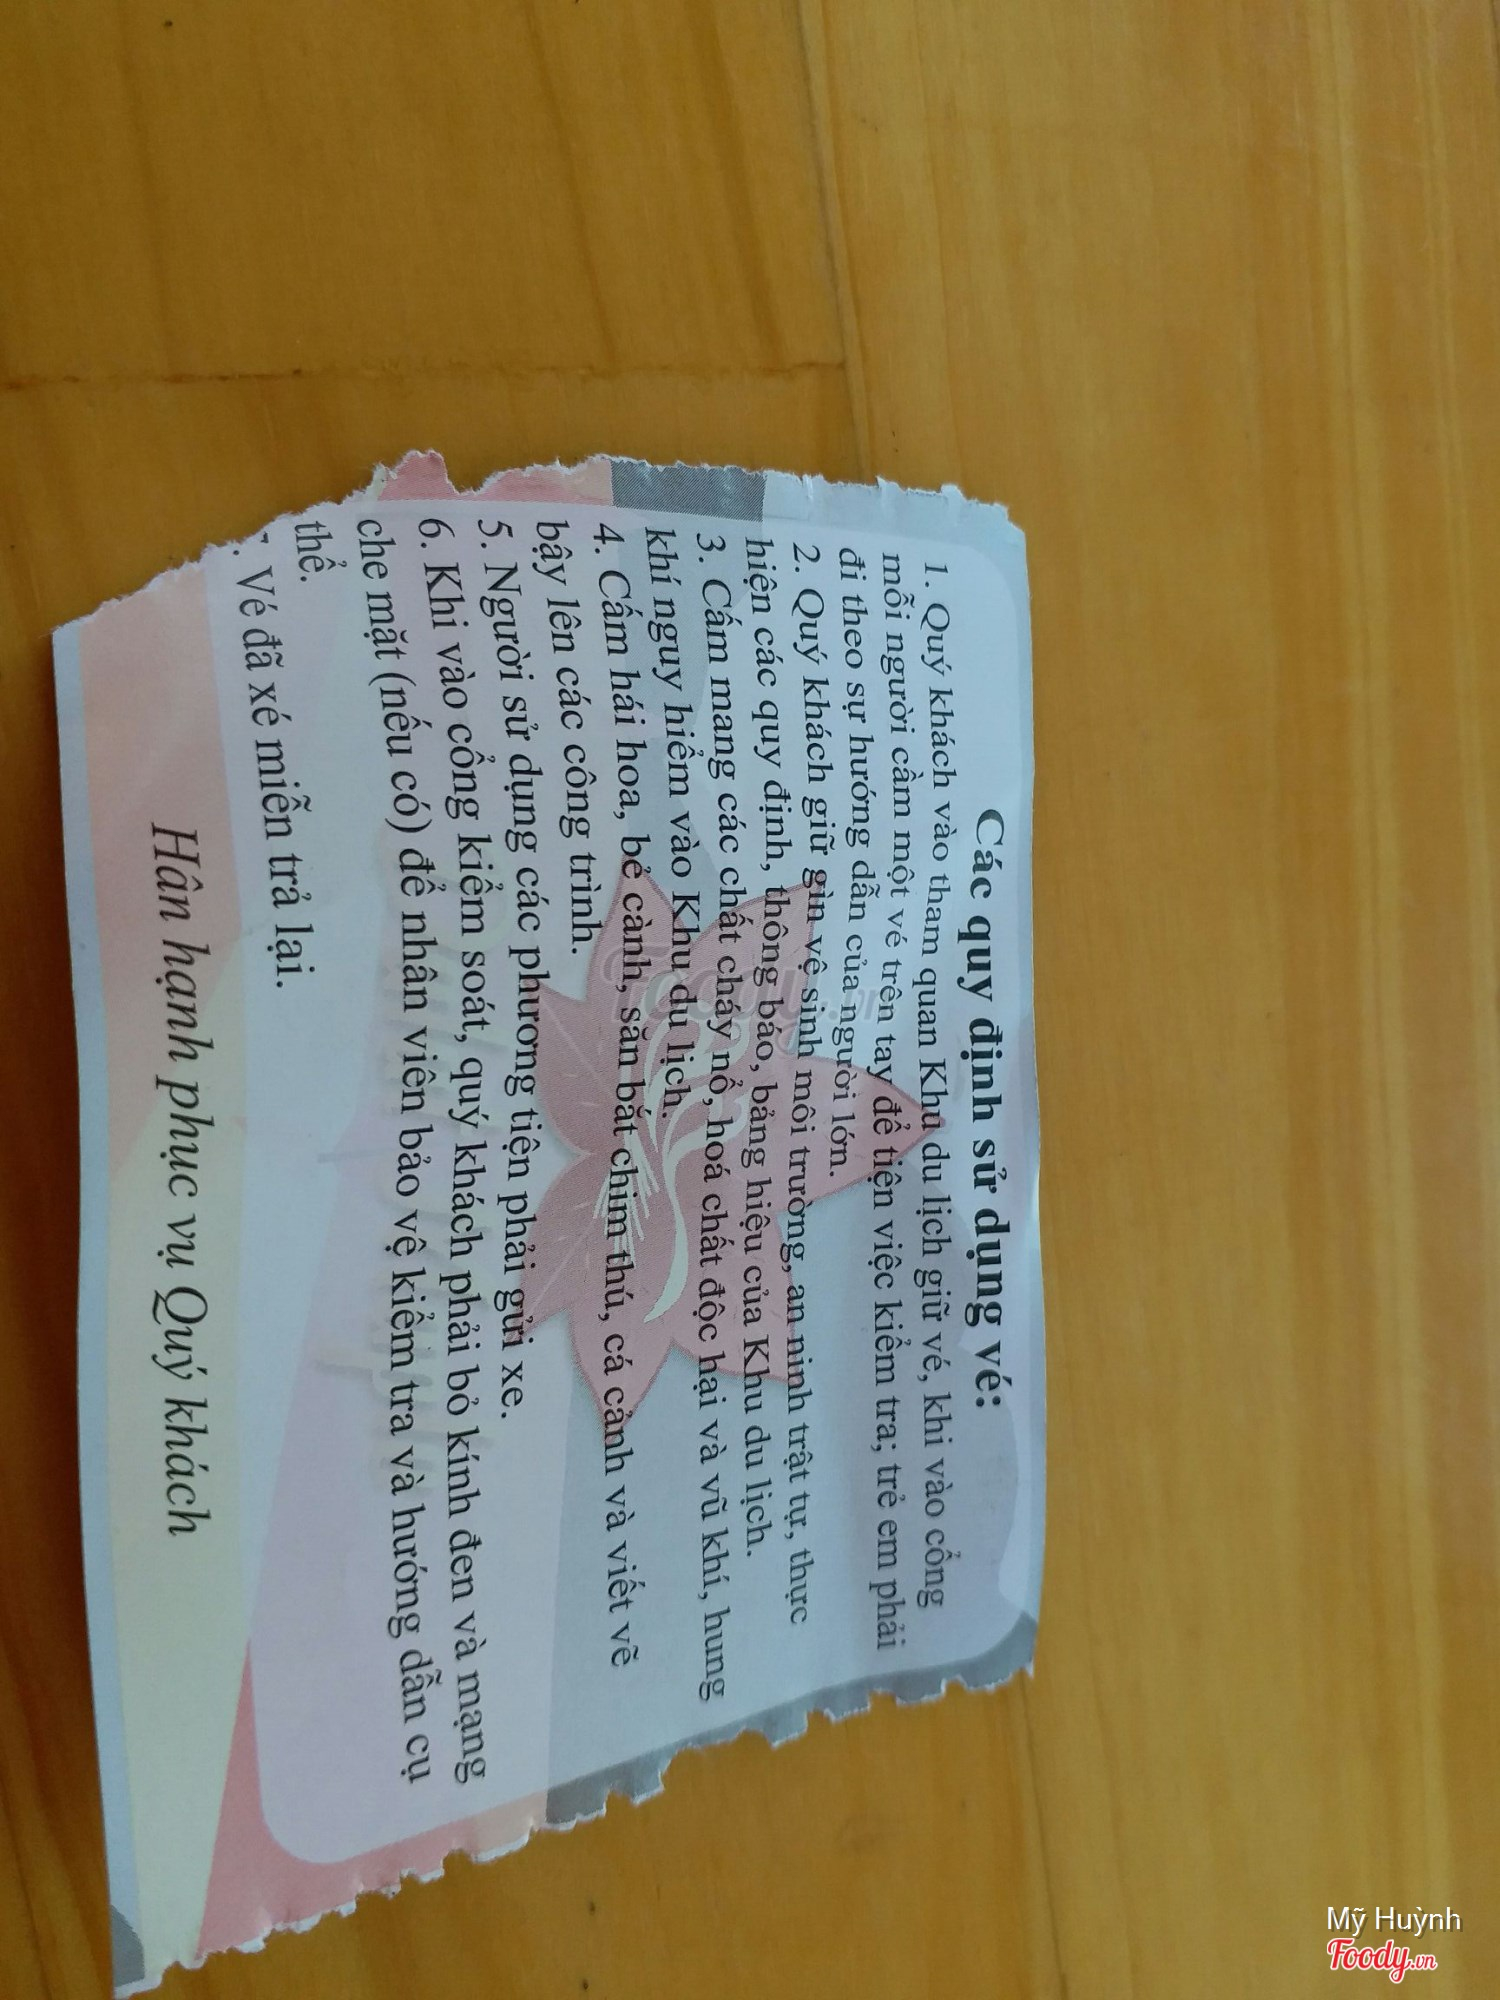 Các quy định sử dụng vé:
1. Quý khách vào tham quan Khu du lịch giữ vé, khi vào cổng
mỗi người cầm một vé trên tay để tiện việc kiểm tra; trẻ em phải
đi theo sự hướng dẫn của người lớn.
2. Quý khách giữ gìn vệ sinh môi trường, an ninh trật tự, thực
hiện các quy định, thông báo, bảng hiệu của Khu du lịch.
3. Cấm mang các chất cháy nổ, hoá chất độc hại và vũ khí, hung
khí nguy hiểm vào Khu du lịch.
4. Cấm hái hoa, bẻ cành, săn bắt chim thú, cá cảnh và viết vẽ
bậy lên các công trình.
5. Người sử dụng các phương tiện phải gửi xe.
6. Khi vào cổng kiểm soát, quý khách phải bỏ kính đen và mạng
che mặt (nếu có) để nhân viên bảo vệ kiểm tra và hướng dẫn cụ
thể.
. Vé đã xé miễn trả lại.
Hân hạnh phục vụ Quý khách
Foody.vn
Mỹ Huỳnh
Foody.vn